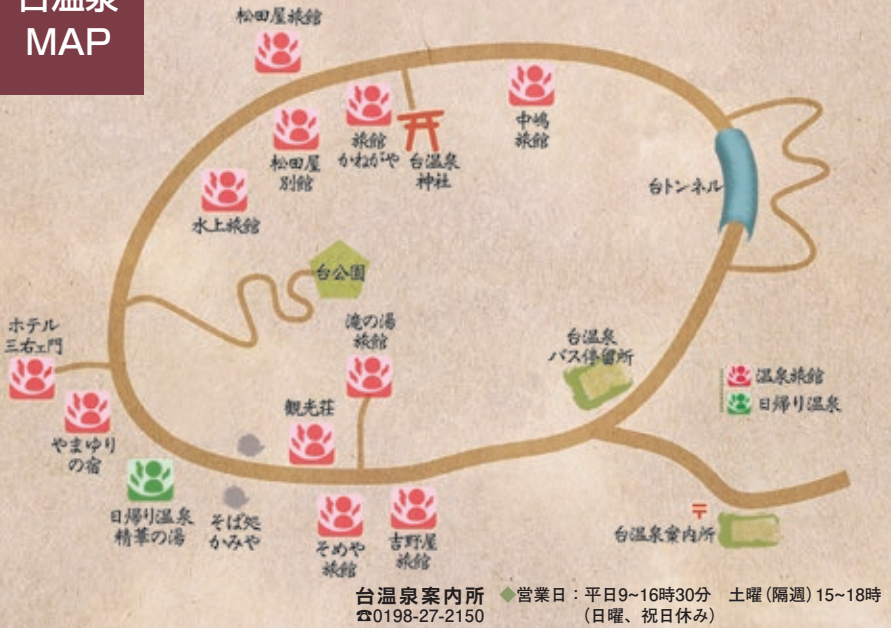 台温泉
MAP
松田屋旅館
松田屋
別館
旅館
かねがや
台温泉
神社
中嶋
旅館
台トンネル
水上旅館
台公園
ホテル
三右ェ門
滝の湯
旅館
台温泉
バス停留所
温泉旅館
日帰り温泉
観光荘
やまゆり
の宿
日帰り温泉
精華の湯
そば処
かみや
そめや
旅館
吉野屋
旅館
〒
台温泉案内所
台温泉案内所
☎0198-27-2150
◆営業日：平日9~16時30分 土曜(隔週)15~18時
(日曜、祝日休み)